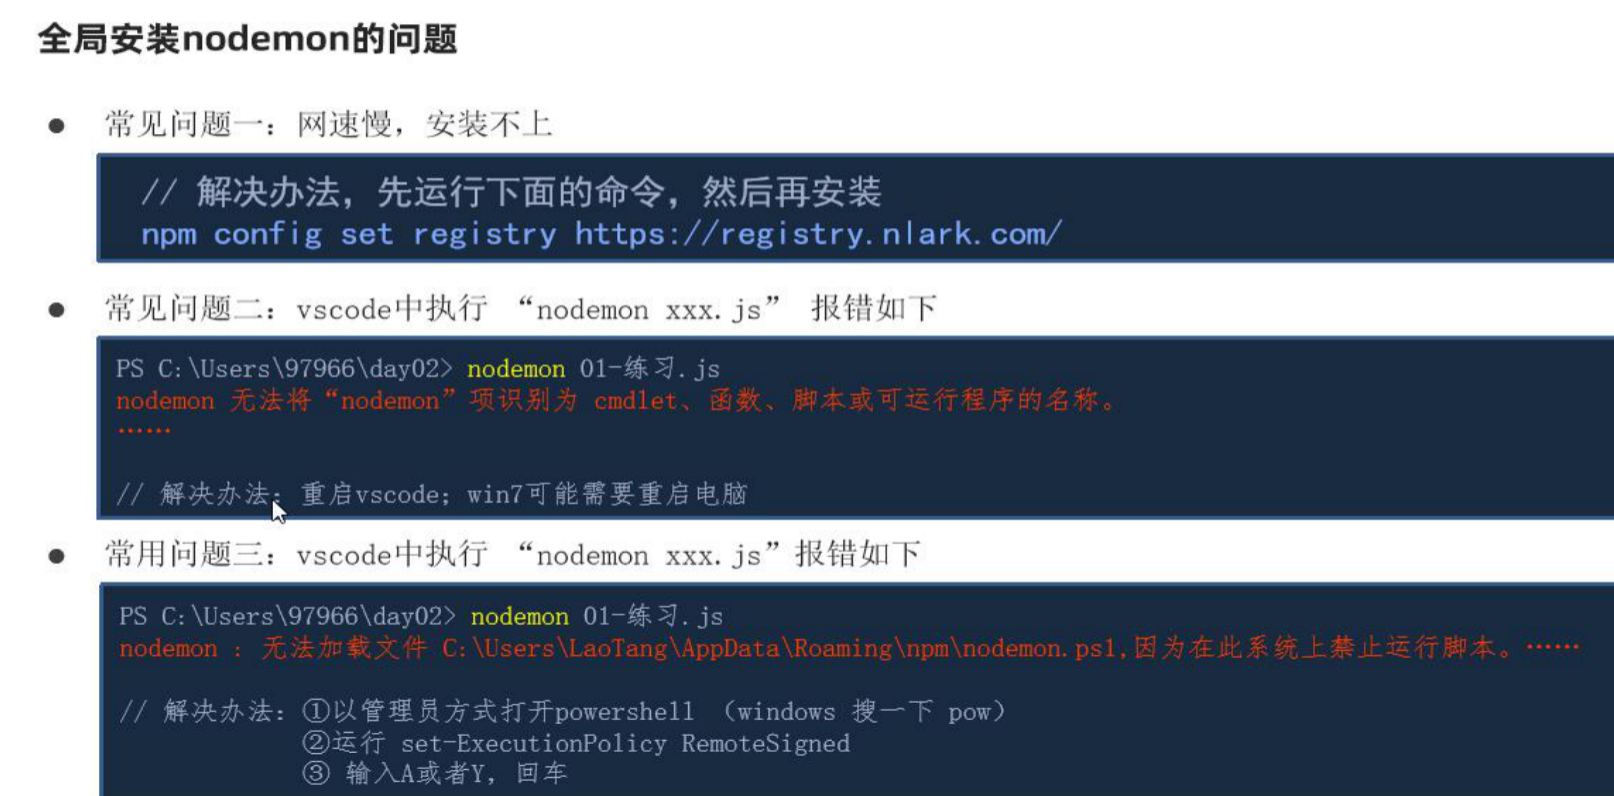 全局安装nodemon的问题
● 常见问题一：网速慢，安装不上
// 解决办法，先运行下面的命令，然后再安装
npm config set registry https://registry.nlark.com/
● 常见问题二：vscode中执行 “nodemon xxx.js” 报错如下
PS C:\Users\97966\day02> nodemon 01-练习.js
nodemon 无法将“nodemon”项识别为 cmdlet、函数、脚本或可运行程序的名称。
······
// 解决办法：重启vscode；win7可能需要重启电脑
● 常用问题三：vscode中执行 “nodemon xxx.js”报错如下
PS C:\Users\97966\day02> nodemon 01-练习.js
nodemon : 无法加载文件 C:\Users\LaoTang\AppData\Roaming\npm\nodemon.ps1,因为在此系统上禁止运行脚本。······
// 解决办法：①以管理员方式打开powershell （windows 搜一下 pow）
②运行 set-ExecutionPolicy RemoteSigned
③ 输入A或者Y，回车